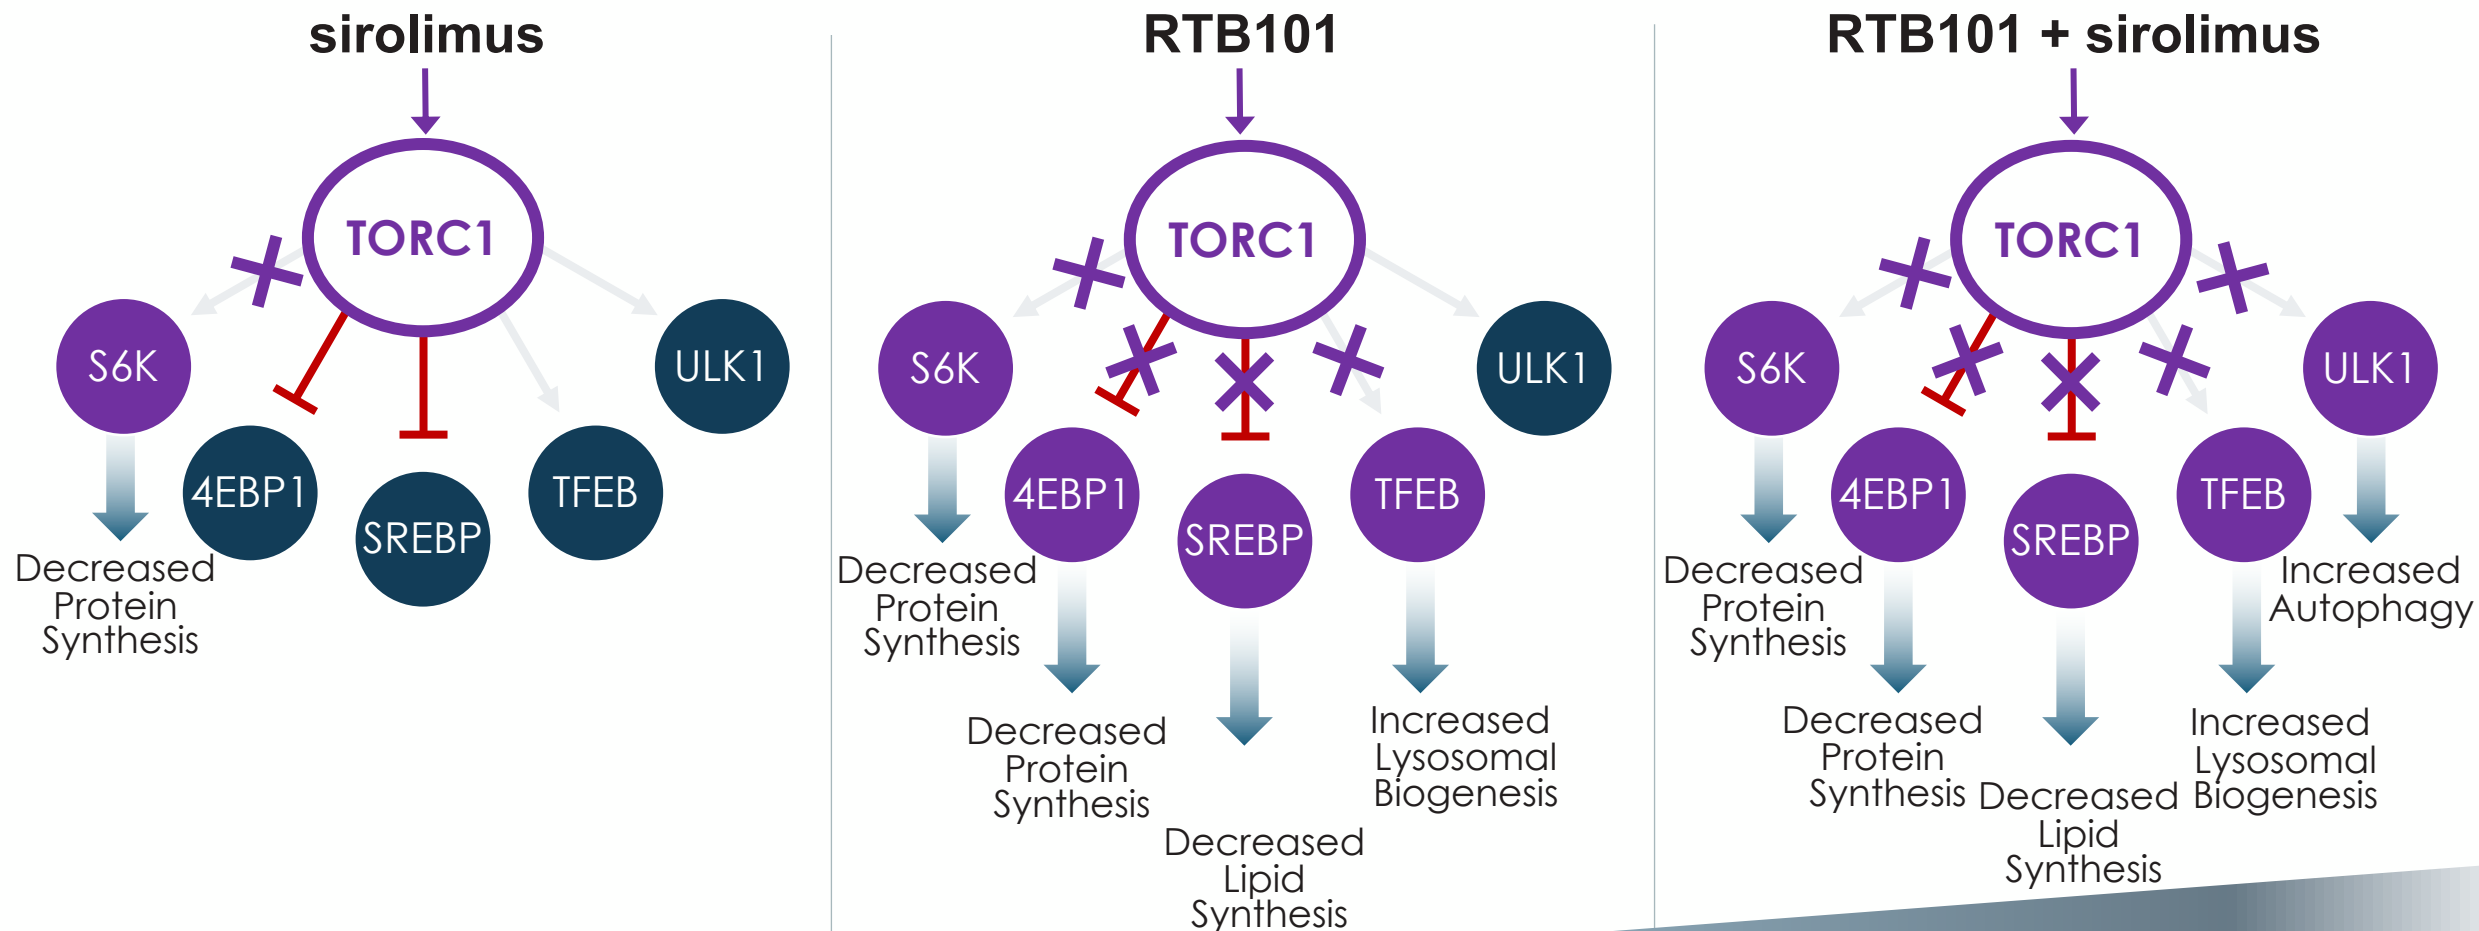 sirolimus
TORC1
S6K
4EBP1
SREBP
TFEB
ULK1
Decreased
Protein
Synthesis
RTB101
TORC1
S6K
4EBP1
SREBP
TFEB
ULK1
Decreased
Protein
Synthesis
Decreased
Protein
Synthesis
Decreased
Lipid
Synthesis
Increased
Lysosomal
Biogenesis
RTB101 + sirolimus
TORC1
S6K
4EBP1
SREBP
TFEB
ULK1
Decreased
Protein
Synthesis
Decreased
Protein
Synthesis
Decreased
Lipid
Synthesis
Increased
Lysosomal
Biogenesis
Increased
Autophagy